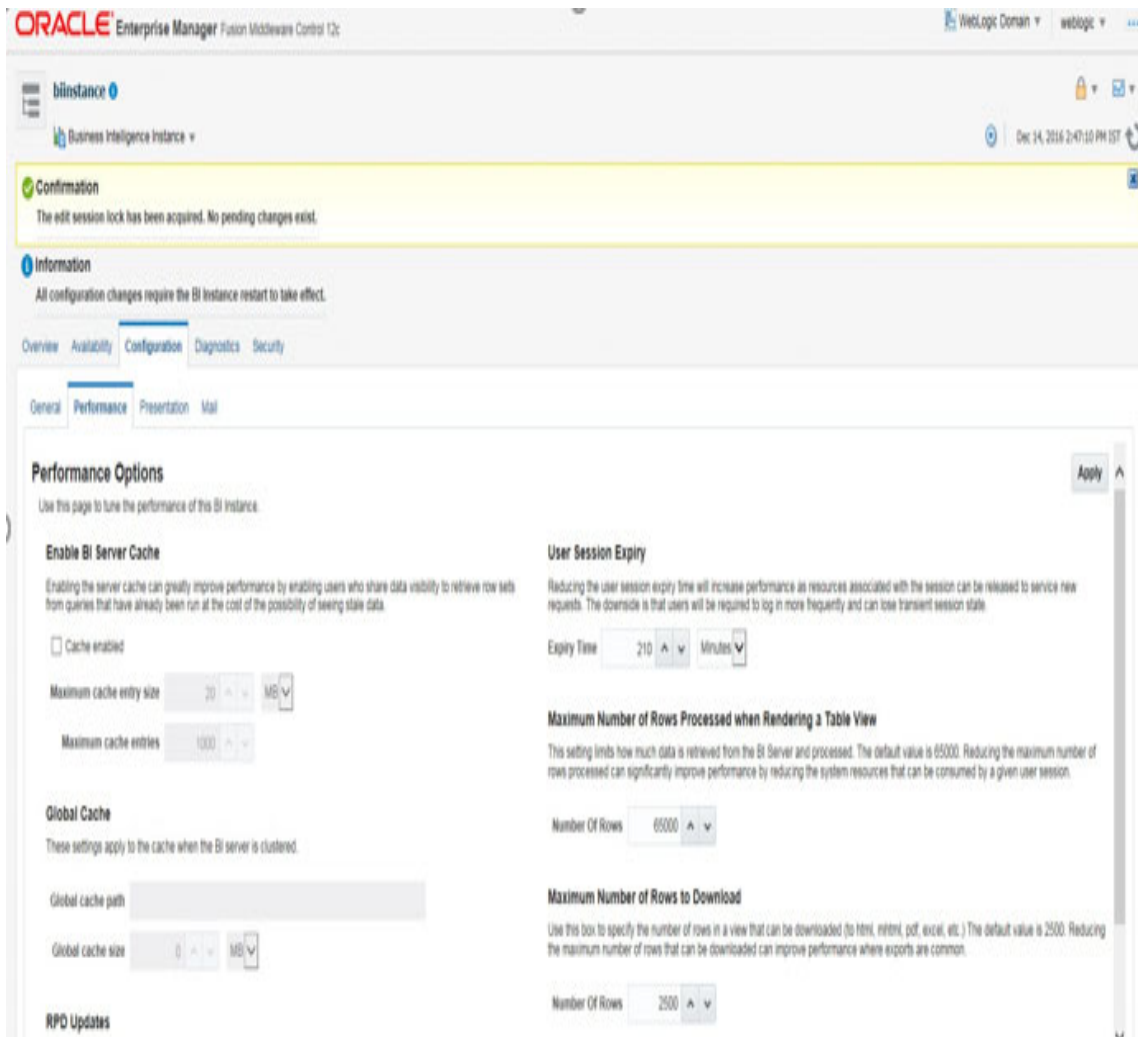 ORACLE Enterprise Manager Fusion Middleware Control 12c
WebLogic Domain weblogic ...
biinstance
Business Intelligence Instance
Dec 14, 2016 2:47:10 PM IST
Confirmation
The edit session lock has been acquired. No pending changes exist.
Information
All configuration changes require the BI Instance restart to take effect.
Overview Availability Configuration Diagnostics Security
General Performance Presentation Mail
Performance Options
Apply
Use this page to tune the performance of this BI Instance.
Enable BI Server Cache
Enabling the server cache can greatly improve performance by enabling users who share data visibility to retrieve row sets
from queries that have already been run at the cost of the possibility of seeing stale data.
Cache enabled
Maximum cache entry size 20 MB
Maximum cache entries 1000
Global Cache
These settings apply to the cache when the BI server is clustered.
Global cache path
Global cache size 0 MB
RPD Updates
User Session Expiry
Reducing the user session expiry time will increase performance as resources associated with the session can be released to service new
requests. The downside is that users will be required to log in more frequently and can lose transient session state.
Expiry Time 210 Minutes
Maximum Number of Rows Processed when Rendering a Table View
This setting limits how much data is retrieved from the BI Server and processed. The default value is 65000. Reducing the maximum number of
rows processed can significantly improve performance by reducing the system resources that can be consumed by a given user session.
Number Of Rows 65000
Maximum Number of Rows to Download
Use this box to specify the number of rows in a view that can be downloaded (to html, mhtml, pdf, excel, etc.) The default value is 2500. Reducing
the maximum number of rows that can be downloaded can improve performance where exports are common.
Number Of Rows 2500